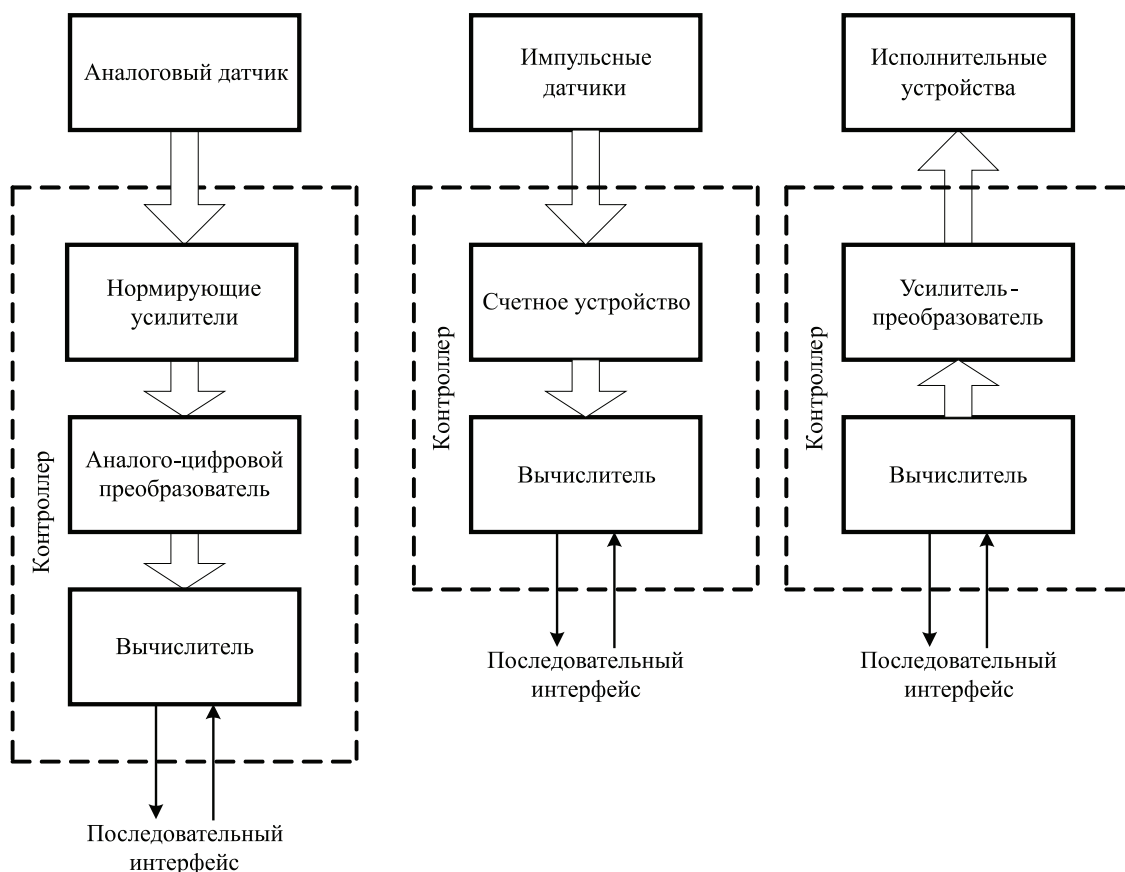 Аналоговый датчик
Нормирующие
усилители
Аналого-цифровой
преобразователь
Контроллер
Вычислитель
Последовательный
интерфейс
Импульсные
датчики
Счетное устройство
Контроллер
Вычислитель
Последовательный
интерфейс
Исполнительные
устройства
Усилитель-
преобразователь
Контроллер
Вычислитель
Последовательный
интерфейс